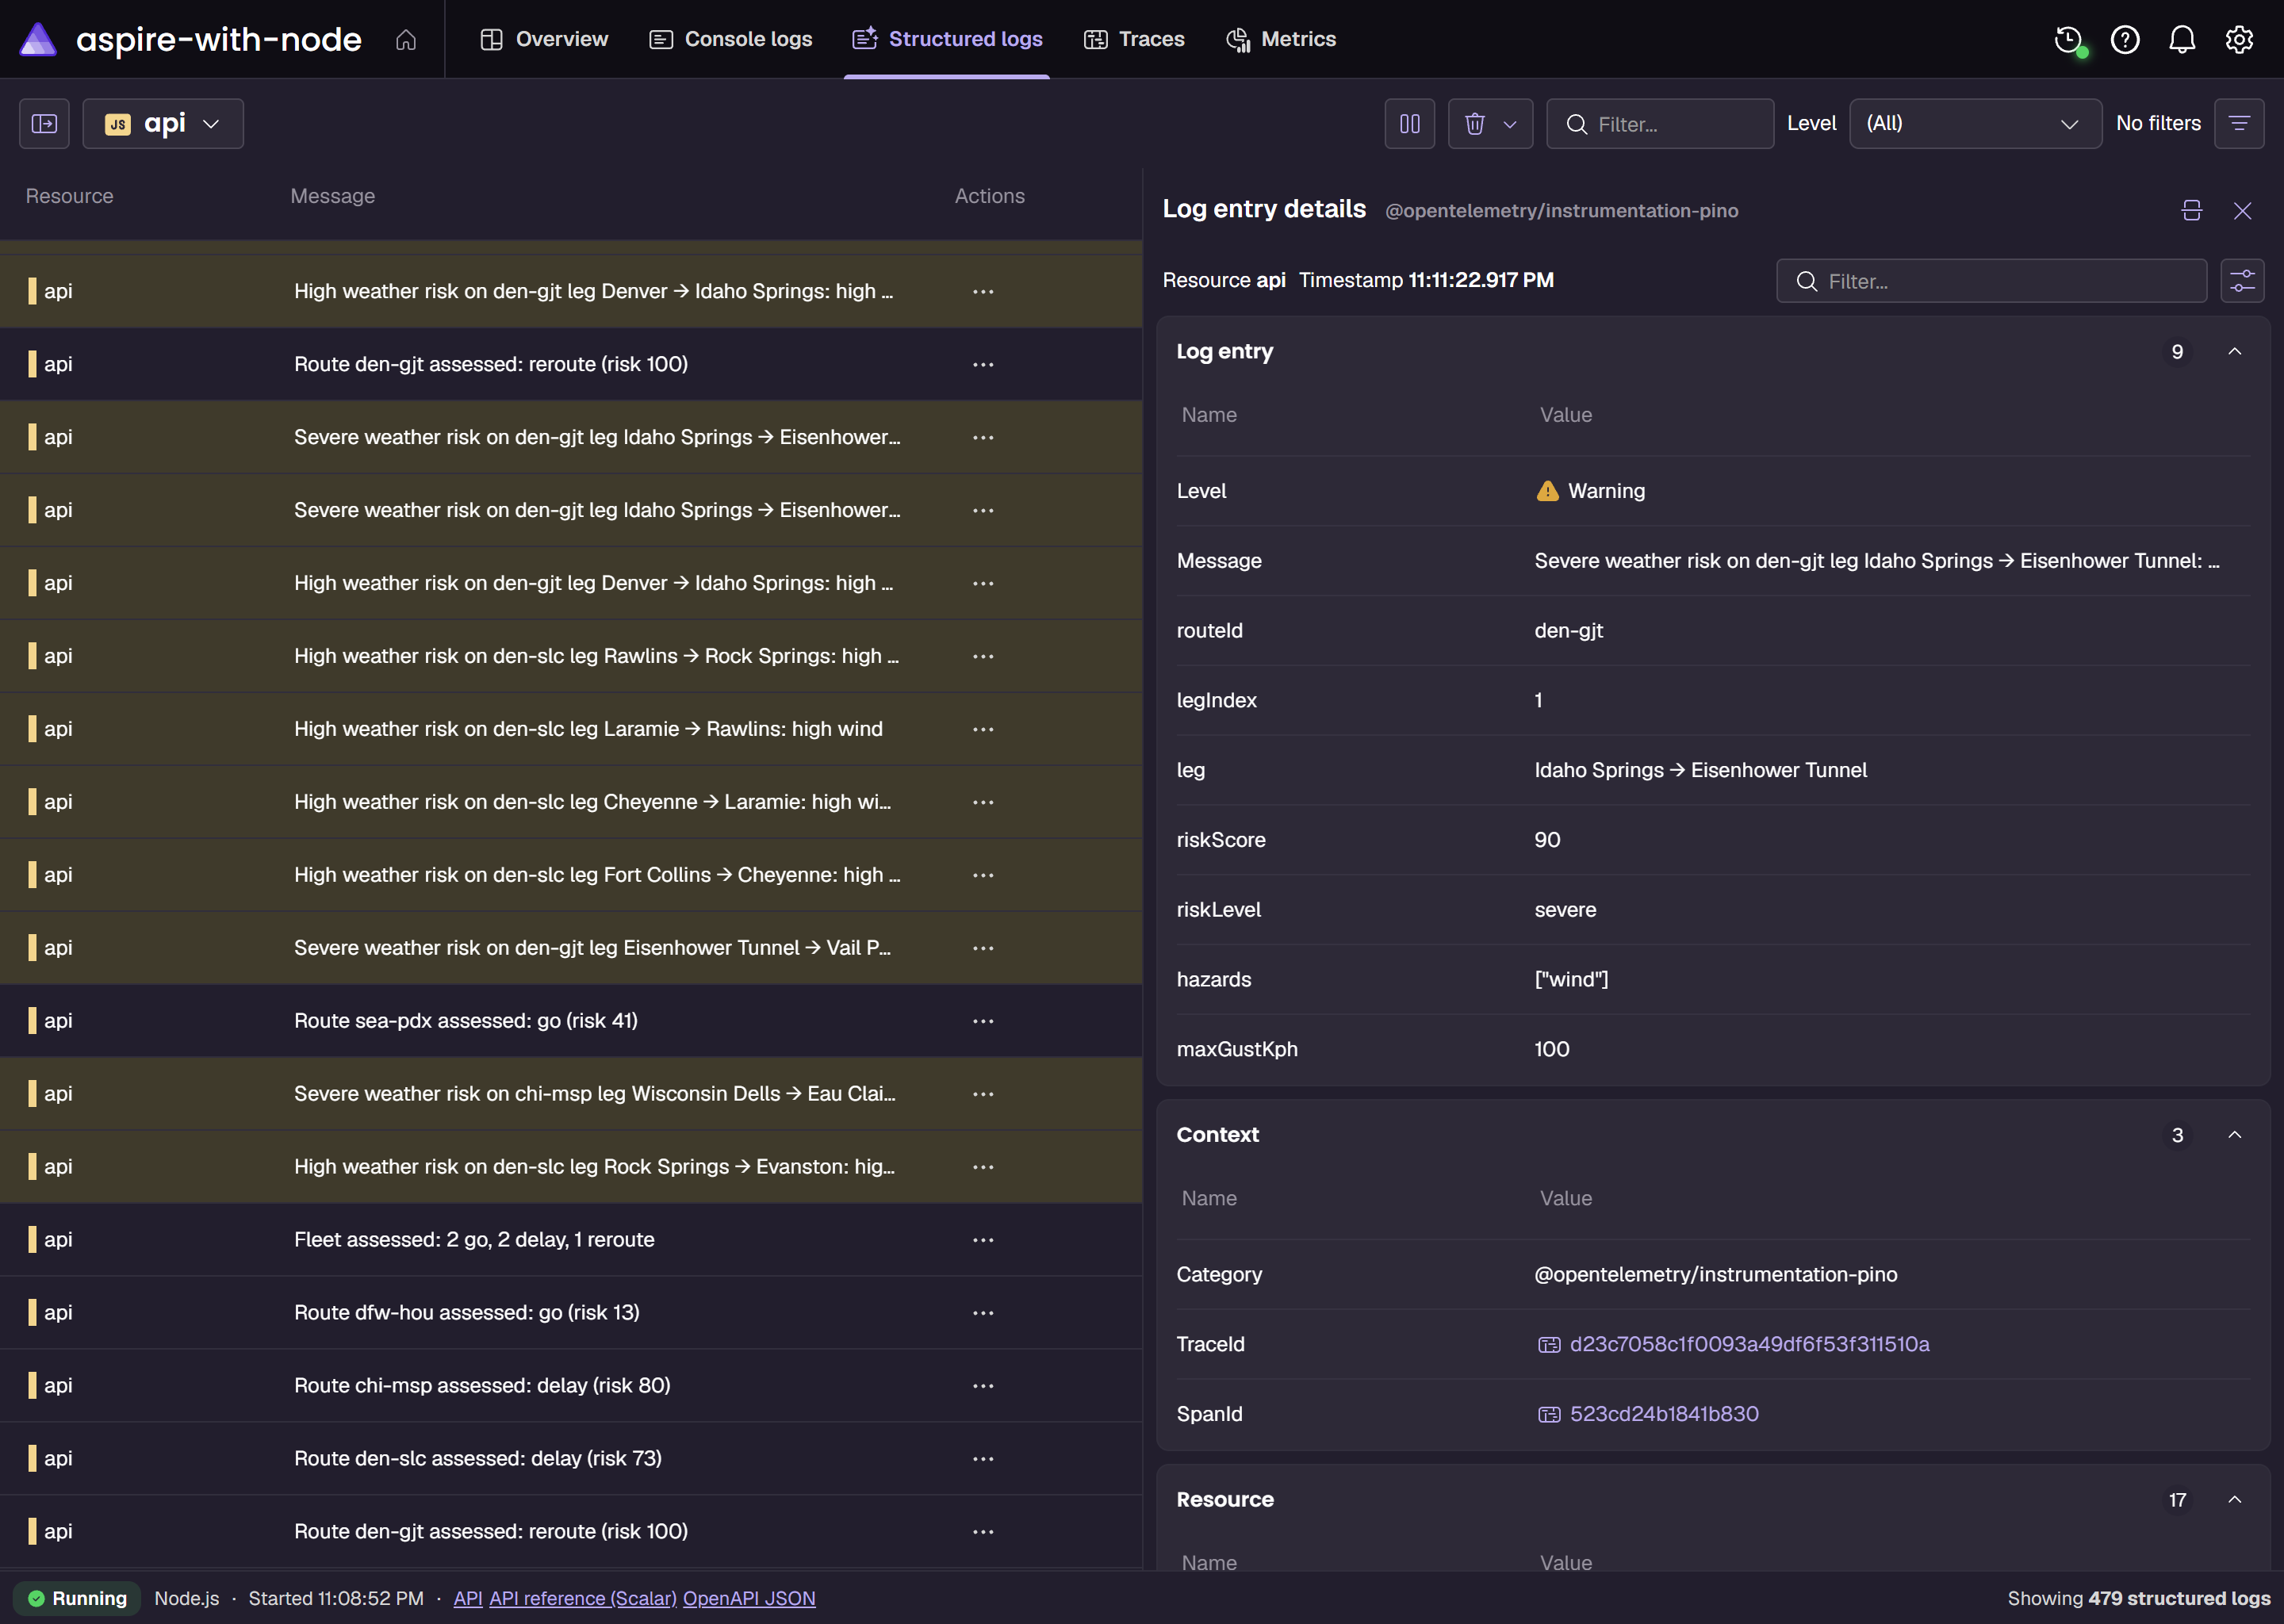 aspire-with-node
Overview
Console logs
Structured logs
Traces
Metrics
JS api
Filter...
Level
(All)
No filters
Resource Message Actions
api High weather risk on den-gjt leg Denver → Idaho Springs: high ...
api Route den-gjt assessed: reroute (risk 100)
api Severe weather risk on den-gjt leg Idaho Springs → Eisenhower...
api Severe weather risk on den-gjt leg Idaho Springs → Eisenhower...
api High weather risk on den-gjt leg Denver → Idaho Springs: high ...
api High weather risk on den-slc leg Rawlins → Rock Springs: high ...
api High weather risk on den-slc leg Laramie → Rawlins: high wind
api High weather risk on den-slc leg Cheyenne → Laramie: high wi...
api High weather risk on den-slc leg Fort Collins → Cheyenne: high ...
api Severe weather risk on den-gjt leg Eisenhower Tunnel → Vail P...
api Route sea-pdx assessed: go (risk 41)
api Severe weather risk on chi-msp leg Wisconsin Dells → Eau Clai...
api High weather risk on den-slc leg Rock Springs → Evanston: hig...
api Fleet assessed: 2 go, 2 delay, 1 reroute
api Route dfw-hou assessed: go (risk 13)
api Route chi-msp assessed: delay (risk 80)
api Route den-slc assessed: delay (risk 73)
api Route den-gjt assessed: reroute (risk 100)
Log entry details @opentelemetry/instrumentation-pino
Resource api Timestamp 11:11:22.917 PM
Filter...
Log entry 9
Name Value
Level Warning
Message Severe weather risk on den-gjt leg Idaho Springs → Eisenhower Tunnel: ...
routeId den-gjt
legIndex 1
leg Idaho Springs → Eisenhower Tunnel
riskScore 90
riskLevel severe
hazards ["wind"]
maxGustKph 100
Context 3
Name Value
Category @opentelemetry/instrumentation-pino
TraceId d23c7058c1f0093a49df6f53f311510a
SpanId 523cd24b1841b830
Resource 17
Name Value
Running Node.js · Started 11:08:52 PM · API API reference (Scalar) OpenAPI JSON
Showing 479 structured logs